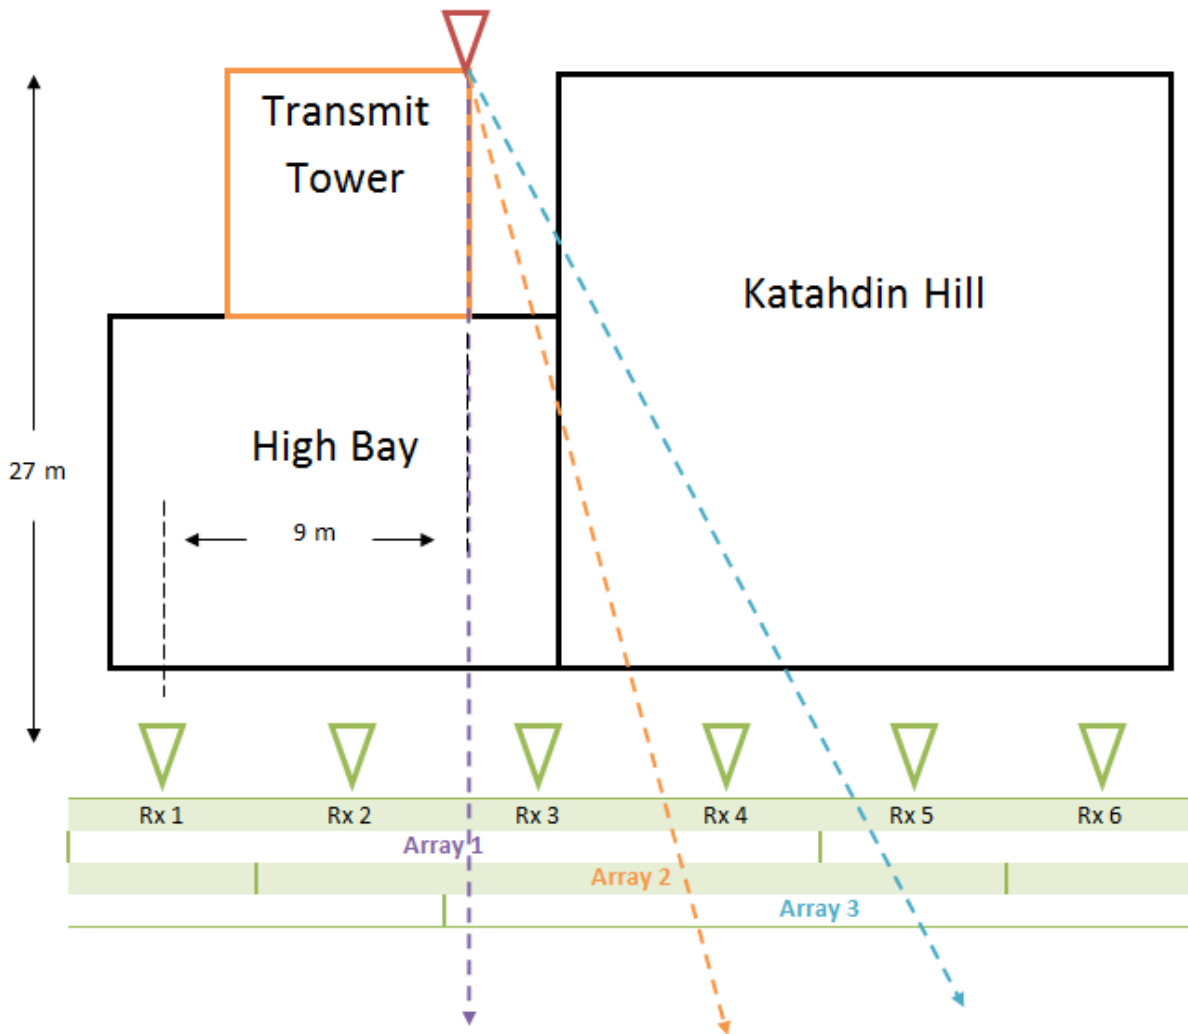 Transmit
Tower
Katahdin Hill
High Bay
27 m
9 m
Rx 1 Rx 2 Rx 3 Rx 4 Rx 5 Rx 6
Array 1
Array 2
Array 3